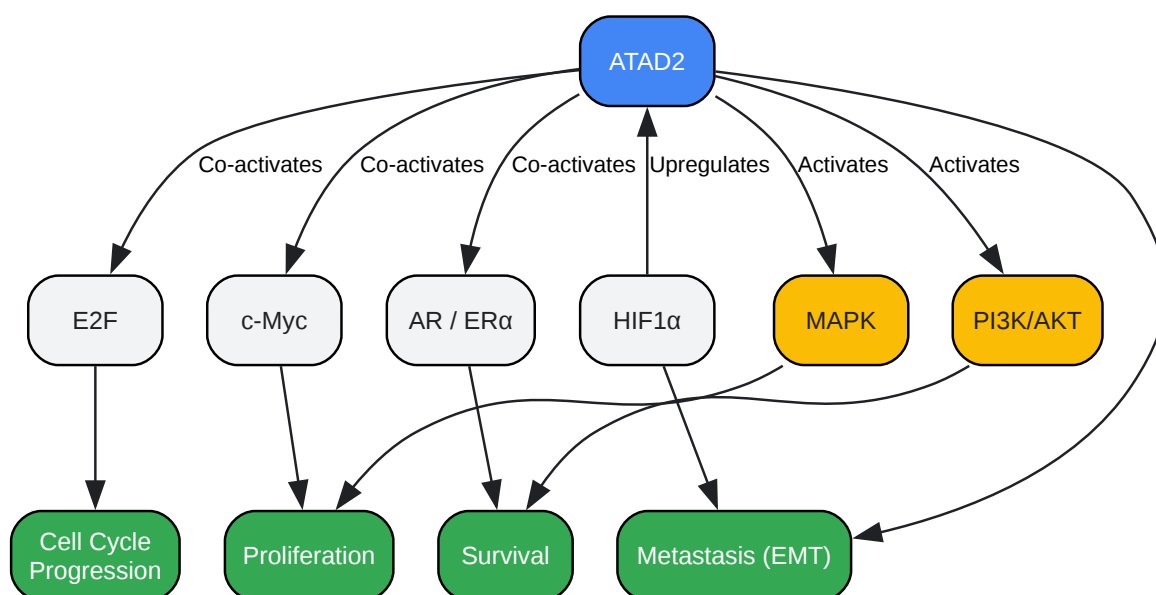 ATAD2
Co-activates
Co-activates
Co-activates
Upregulates
Activates
Activates
E2F
c-Myc
AR / ERα
HIF1α
MAPK
PI3K/AKT
Cell Cycle
Progression
Proliferation
Survival
Metastasis (EMT)